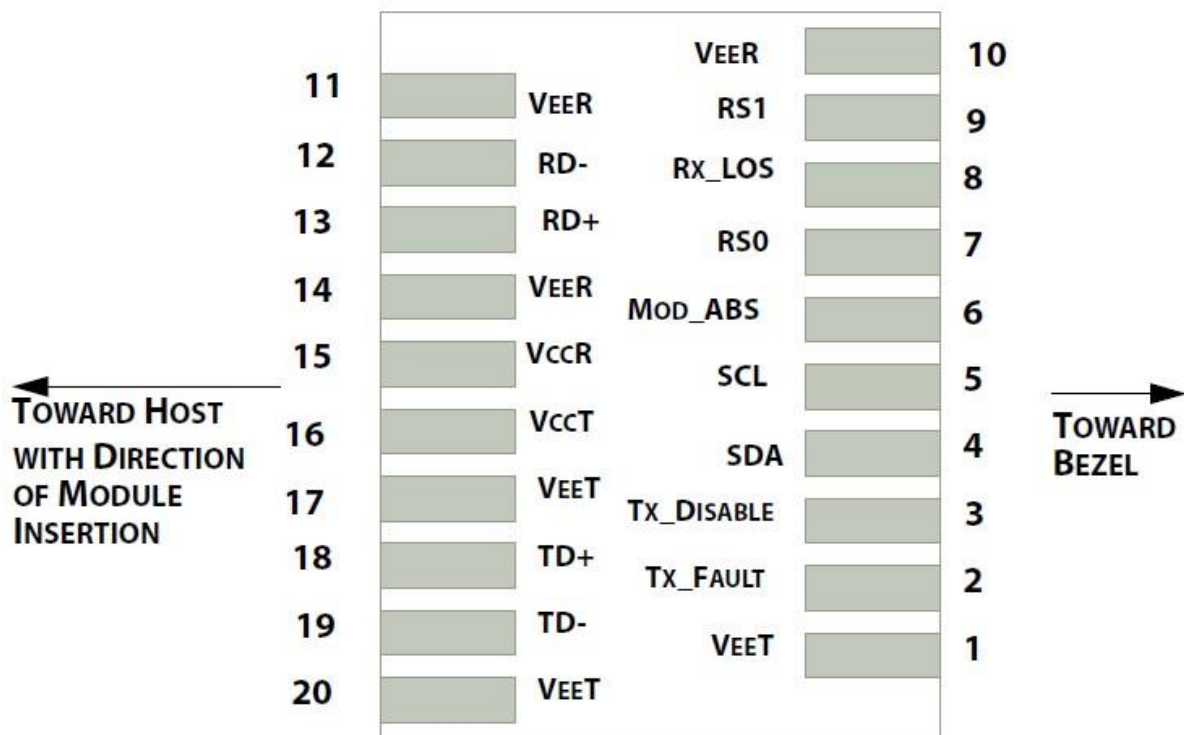 11 VEER
12 RD-
13 RD+
14 VEER
15 VCCR
16 VCCT
17 VEET
18 TD+
19 TD-
20 VEET
TOWARD HOST
WITH DIRECTION
OF MODULE
INSERTION
VEER 10
RS1 9
RX_LOS 8
RS0 7
MOD_ABS 6
SCL 5
SDA 4
TX_DISABLE 3
TX_FAULT 2
VEET 1
TOWARD
BEZEL